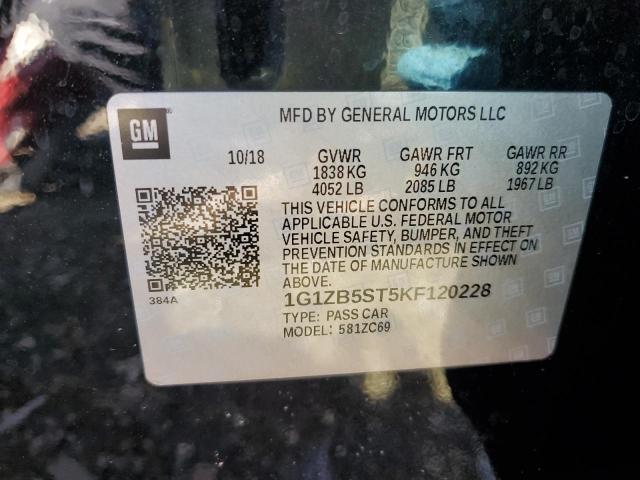 GM
MFD BY GENERAL MOTORS LLC
10/18 GVWR GAWR FRT GAWR RR
1838 KG 946 KG 892 KG
4052 LB 2085 LB 1967 LB
THIS VEHICLE CONFORMS TO ALL
APPLICABLE U.S. FEDERAL MOTOR
VEHICLE SAFETY, BUMPER, AND THEFT
PREVENTION STANDARDS IN EFFECT ON
THE DATE OF MANUFACTURE SHOWN
ABOVE.
384A
1G1ZB5ST5KF120228
TYPE: PASS CAR
MODEL: 581ZC69